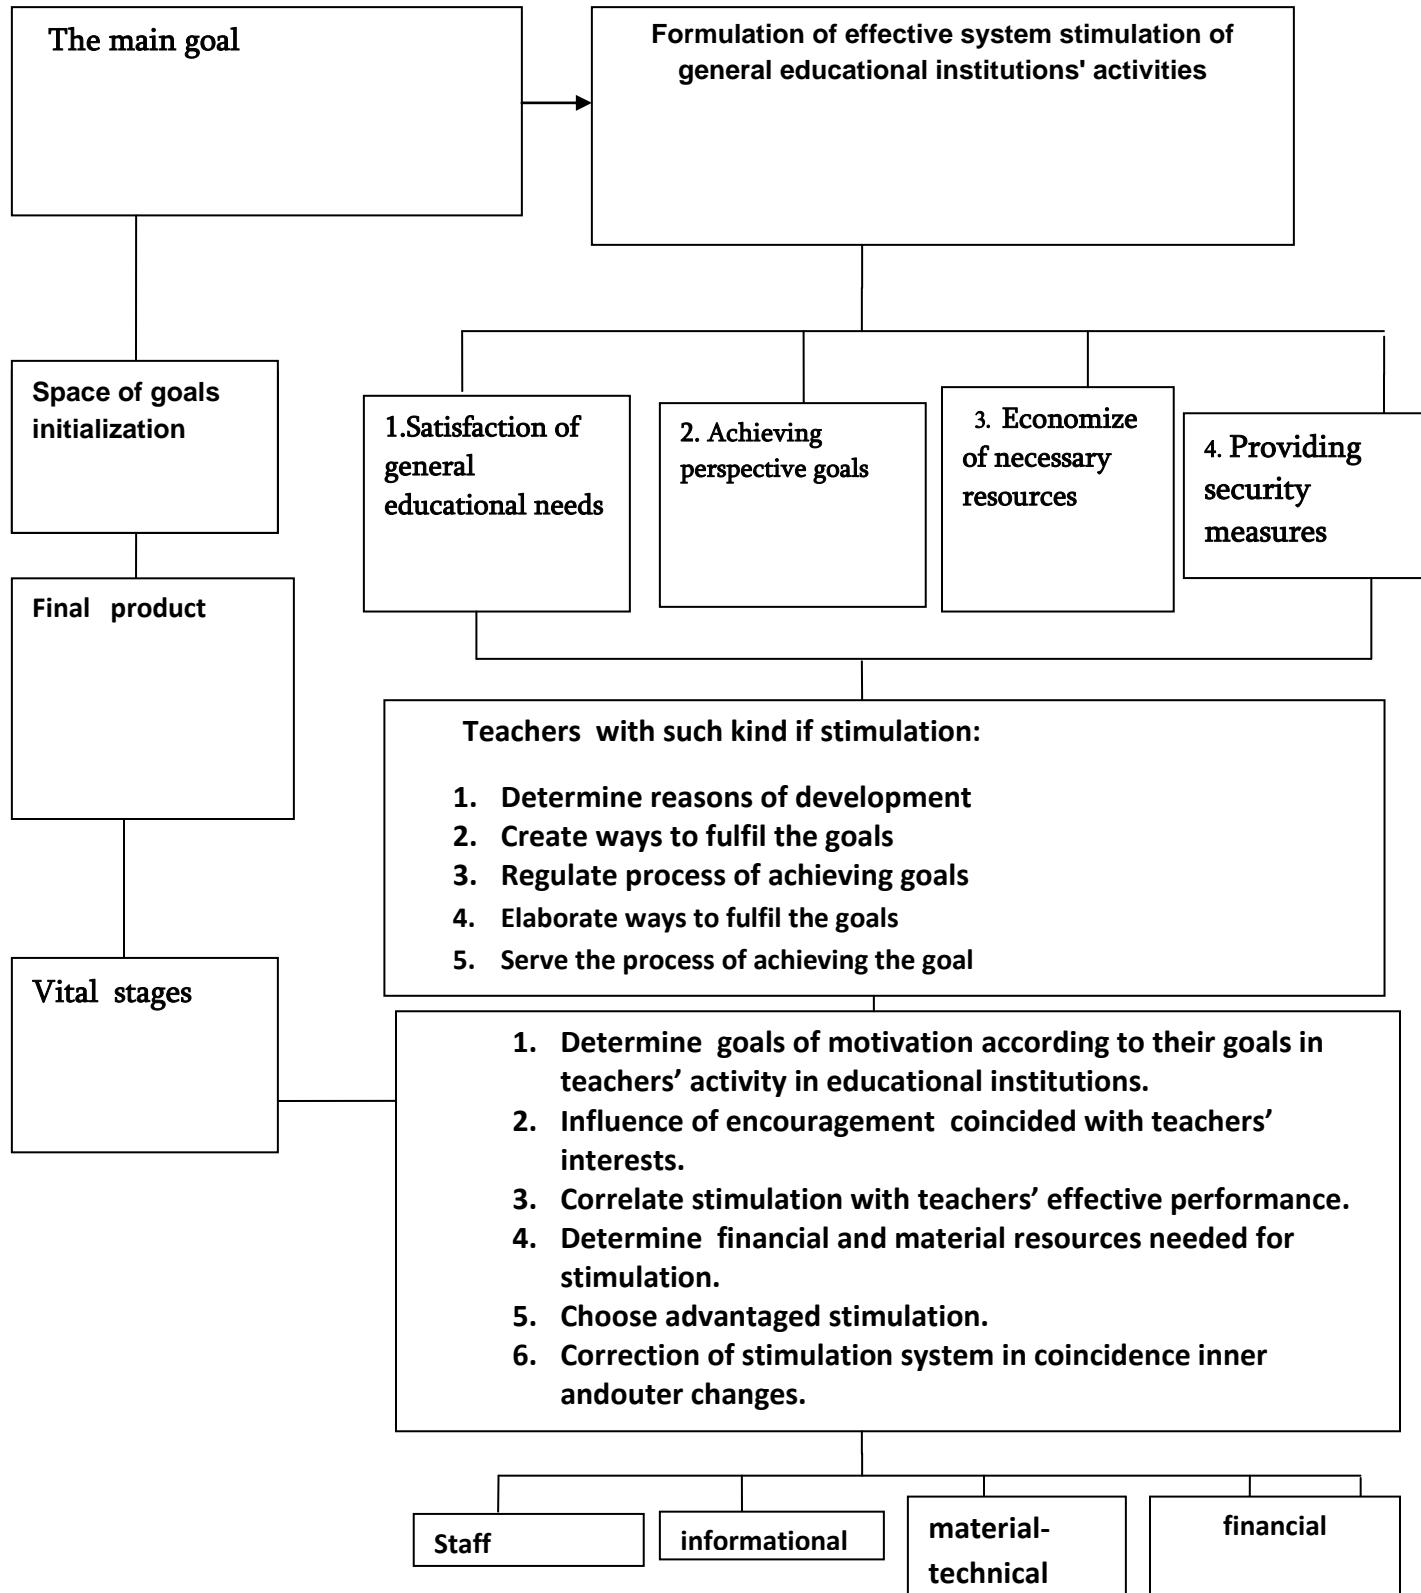 The main goal
Formulation of effective system stimulation of
general educational institutions' activities
Space of goals
initialization
1.Satisfaction of
general
educational needs
2. Achieving
perspective goals
3. Economize
of necessary
resources
4. Providing
security
measures
Final product
Teachers with such kind if stimulation:
1. Determine reasons of development
2. Create ways to fulfil the goals
3. Regulate process of achieving goals
4. Elaborate ways to fulfil the goals
5. Serve the process of achieving the goal
Vital stages
1. Determine goals of motivation according to their goals in
teachers’ activity in educational institutions.
2. Influence of encouragement coincided with teachers’
interests.
3. Correlate stimulation with teachers’ effective performance.
4. Determine financial and material resources needed for
stimulation.
5. Choose advantaged stimulation.
6. Correction of stimulation system in coincidence inner
andouter changes.
Staff
informational
material-
technical
financial